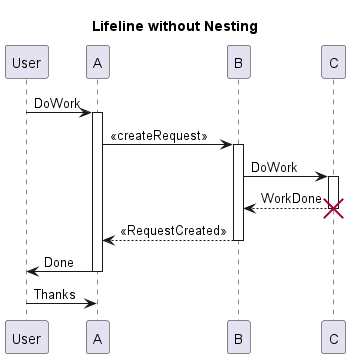 Lifeline without Nesting
User A B C
DoWork
«createRequest»
DoWork
WorkDone
«RequestCreated»
Done
Thanks
User A B C